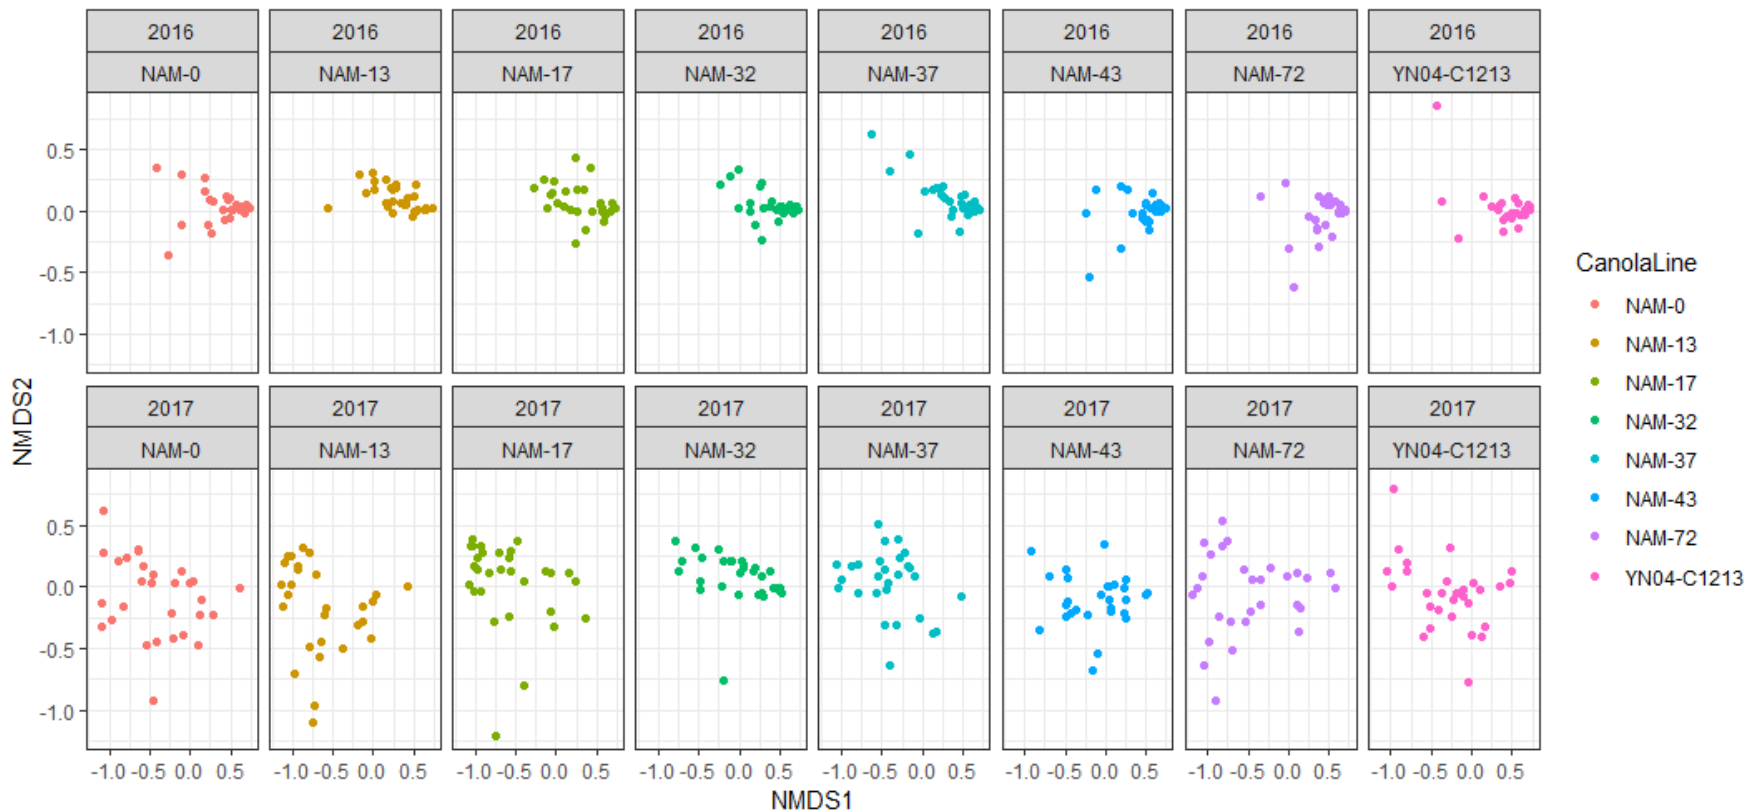 2016 2016 2016 2016 2016 2016 2016 2016
NAM-0 NAM-13 NAM-17 NAM-32 NAM-37 NAM-43 NAM-72 YN04-C1213
0.5
0.0
-0.5
-1.0
2017 2017 2017 2017 2017 2017 2017 2017
NAM-0 NAM-13 NAM-17 NAM-32 NAM-37 NAM-43 NAM-72 YN04-C1213
0.5
0.0
-0.5
-1.0
-1.0 -0.5 0.0 0.5 -1.0 -0.5 0.0 0.5 -1.0 -0.5 0.0 0.5 -1.0 -0.5 0.0 0.5 -1.0 -0.5 0.0 0.5 -1.0 -0.5 0.0 0.5 -1.0 -0.5 0.0 0.5 -1.0 -0.5 0.0 0.5
NMDS1
NMDS2
CanolaLine
NAM-0
NAM-13
NAM-17
NAM-32
NAM-37
NAM-43
NAM-72
YN04-C1213